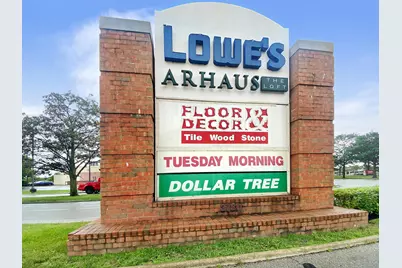 LOWE'S
ARHAUS THE
LOFT
FLOOR &
DECOR
Tile Wood Stone
TUESDAY MORNING
DOLLAR TREE